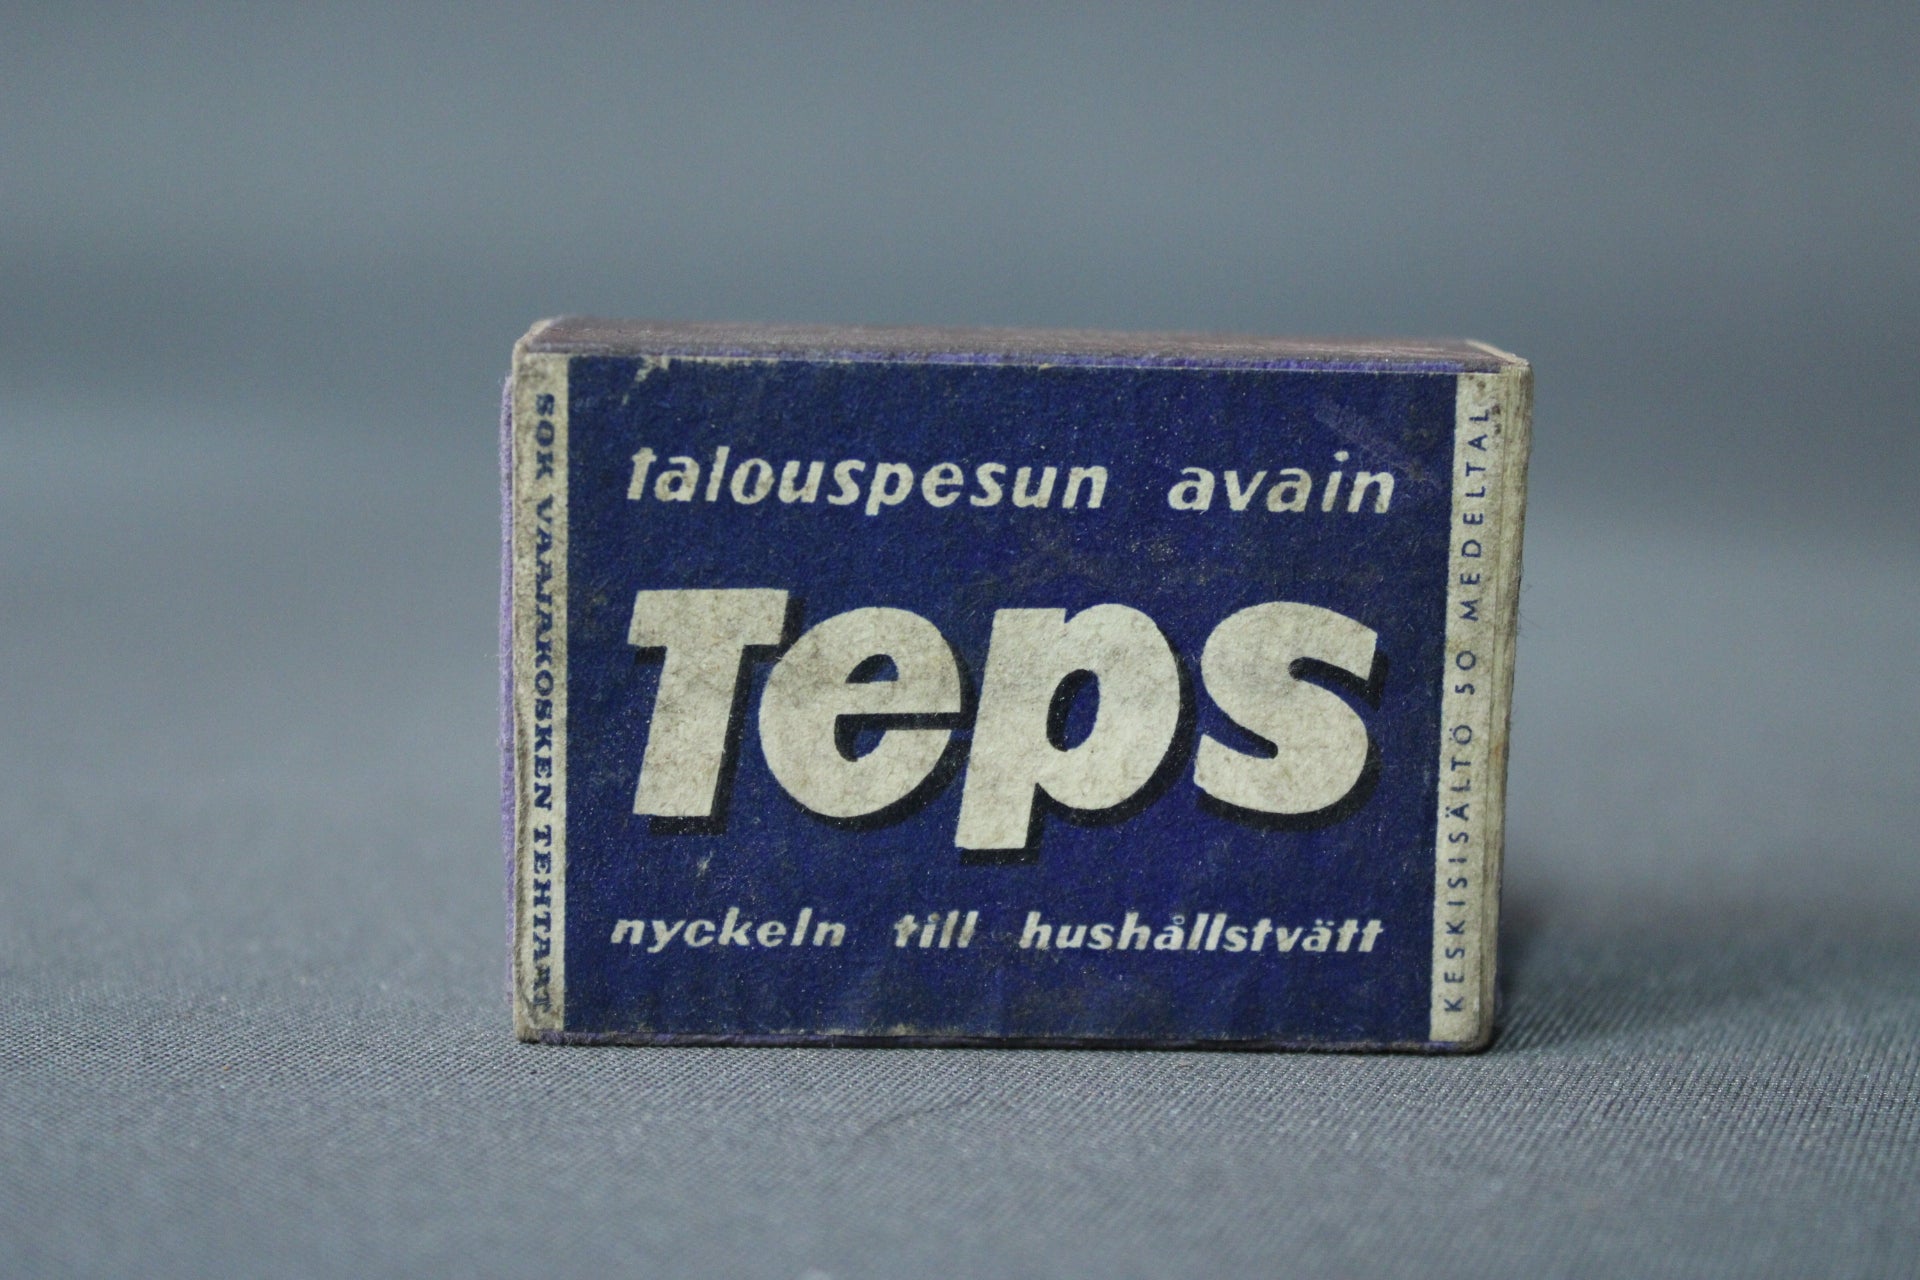 SOK VAAJAKOSKEN TEHTAAT
talouspesun avain
Teps
nyckeln till hushållstvätt
KESKISISÄLTÖ 50 MEDELTAL